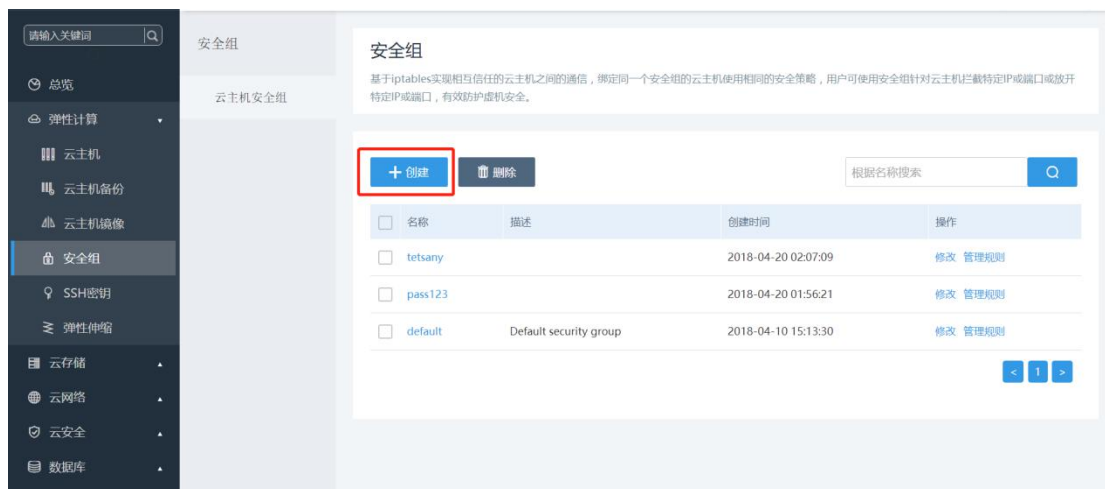 请输入关键词
总览
弹性计算
云主机
云主机备份
云主机镜像
安全组
SSH密钥
弹性伸缩
云存储
云网络
云安全
数据库
安全组
云主机安全组
安全组
基于iptables实现相互信任的云主机之间的通信，绑定同一个安全组的云主机使用相同的安全策略，用户可使用安全组针对云主机拦截特定IP或端口或放开
特定IP或端口，有效防护虚机安全。
创建 删除 根据名称搜索
名称 描述 创建时间 操作
tetsany 2018-04-20 02:07:09 修改 管理规则
pass123 2018-04-20 01:56:21 修改 管理规则
default Default security group 2018-04-10 15:13:30 修改 管理规则
< 1 >